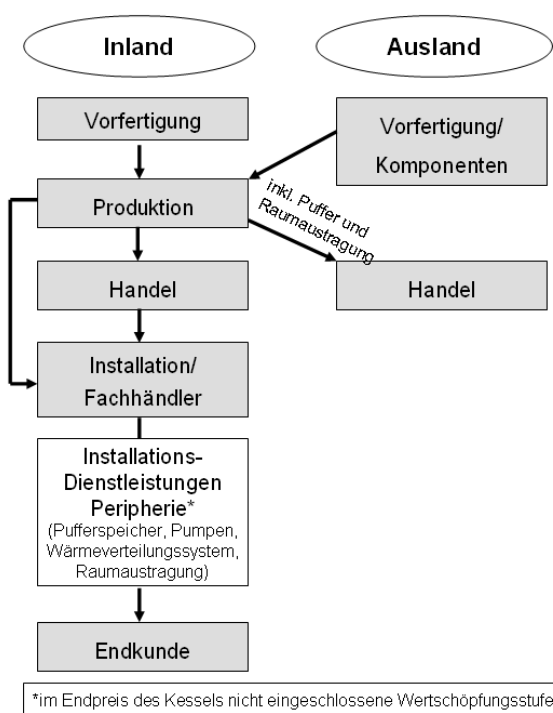 Inland
Ausland
Vorfertigung
Vorfertigung/
Komponenten
Produktion
inkl. Puffer und
Raumaustragung
Handel
Handel
Installation/
Fachhändler
Installations-
Dienstleistungen
Peripherie*
(Pufferspeicher, Pumpen,
Wärmeverteilungssystem,
Raumaustragung)
Endkunde
*im Endpreis des Kessels nicht eingeschlossene Wertschöpfungsstufe